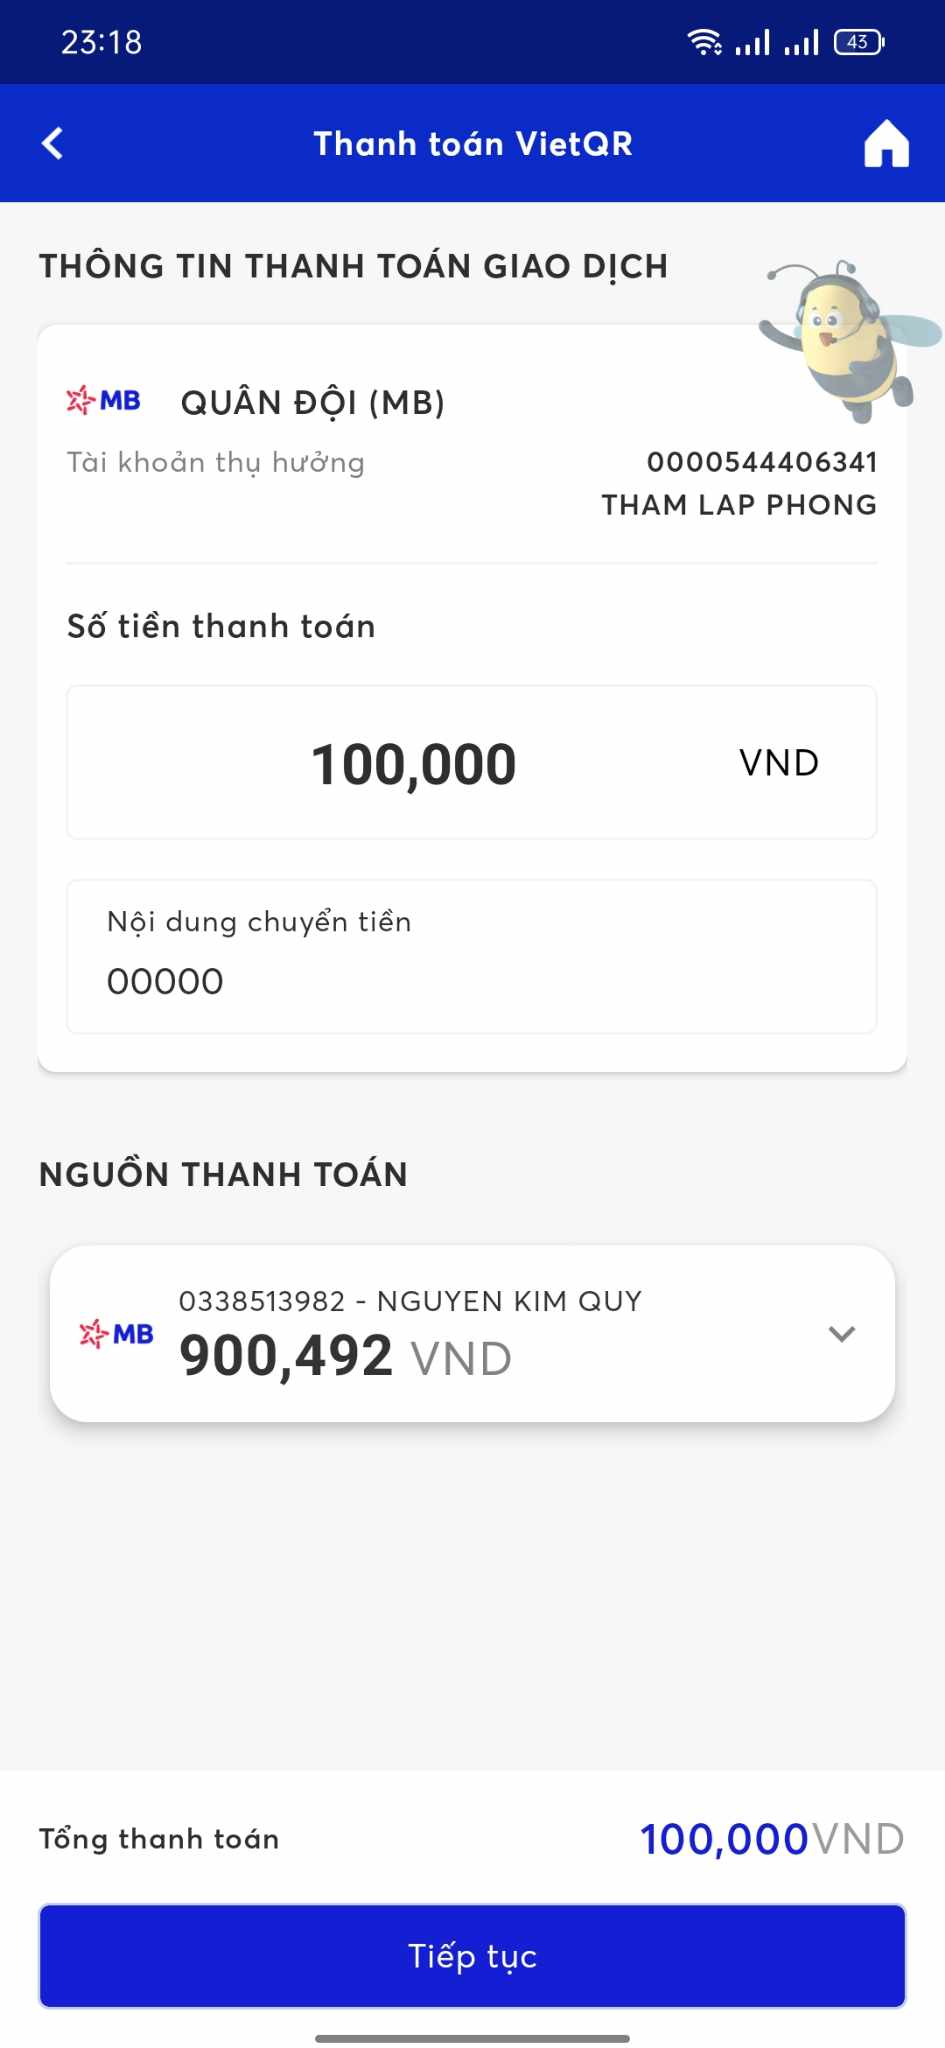 23:18
43
Thanh toán VietQR
THÔNG TIN THANH TOÁN GIAO DỊCH
MB QUÂN ĐỘI (MB)
Tài khoản thụ hưởng 0000544406341
THAM LAP PHONG
Số tiền thanh toán
100,000 VND
Nội dung chuyển tiền
00000
NGUỒN THANH TOÁN
0338513982 - NGUYEN KIM QUY
MB 900,492 VND
Tổng thanh toán 100,000VND
Tiếp tục